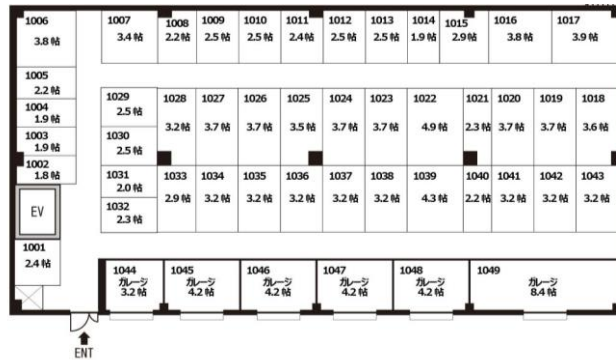 1006
3.8 帖
1007
3.4 帖
1008
2.2 帖
1009
2.5 帖
1010
2.5 帖
1011
2.4 帖
1012
2.5 帖
1013
2.5 帖
1014
1.9 帖
1015
2.9 帖
1016
3.8 帖
1017
3.9 帖
1005
2.2 帖
1004
1.9 帖
1003
1.9 帖
1002
1.8 帖
EV
1001
2.4 帖
1029
2.5 帖
1030
2.5 帖
1031
2.0 帖
1032
2.3 帖
1028
3.2 帖
1027
3.7 帖
1026
3.7 帖
1025
3.5 帖
1024
3.7 帖
1023
3.7 帖
1022
4.9 帖
1021
2.3 帖
1020
3.7 帖
1019
3.7 帖
1018
3.6 帖
1033
2.9 帖
1034
3.2 帖
1035
3.2 帖
1036
3.2 帖
1037
3.2 帖
1038
3.2 帖
1039
4.3 帖
1040
2.2 帖
1041
3.2 帖
1042
3.2 帖
1043
3.2 帖
1044
ガレージ
3.2 帖
1045
ガレージ
4.2 帖
1046
ガレージ
4.2 帖
1047
ガレージ
4.2 帖
1048
ガレージ
4.2 帖
1049
ガレージ
8.4 帖
ENT